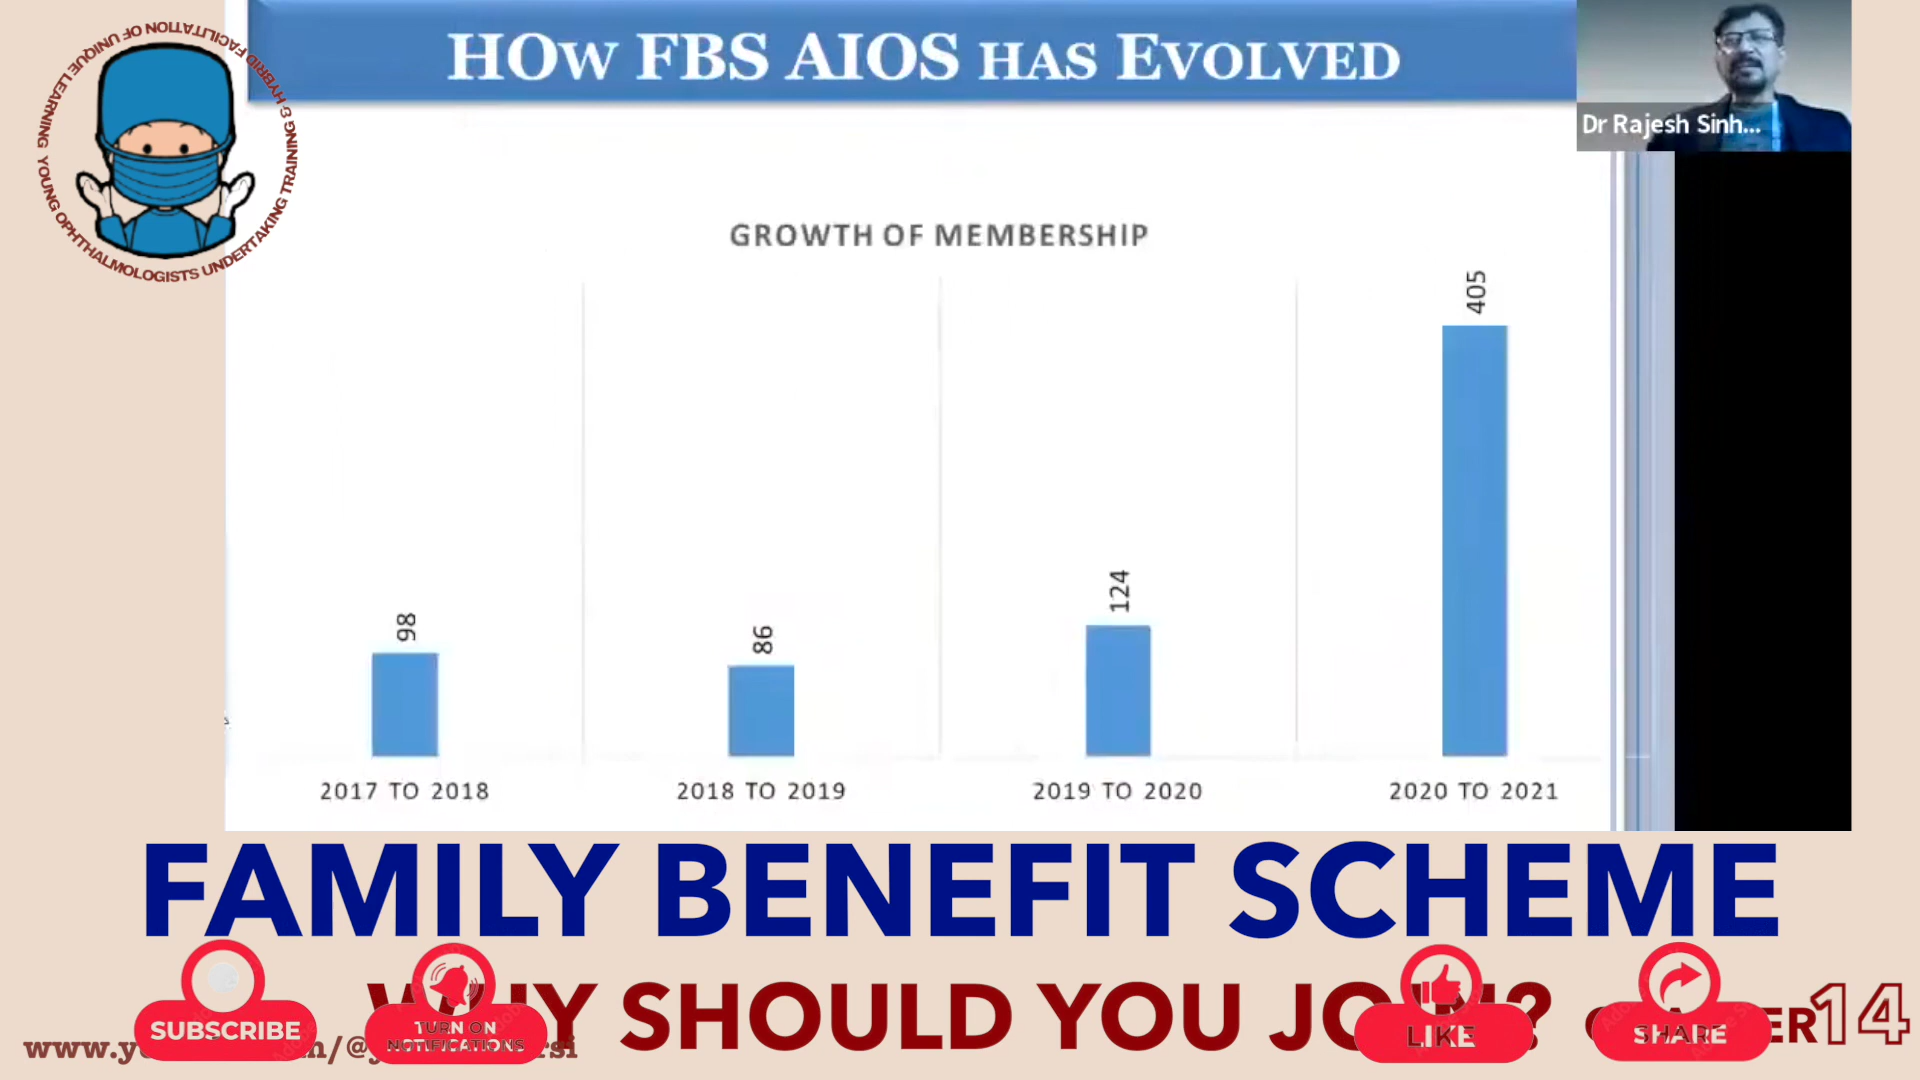 YOUNG OPHTHALMOLOGISTS UNDERTAKING TRAINING & HYBRID FACILITATION OF UNIQUE LEARNING
HOW FBS AIOS HAS EVOLVED
Dr Rajesh Sinh...
GROWTH OF MEMBERSHIP
98
86
124
405
2017 TO 2018
2018 TO 2019
2019 TO 2020
2020 TO 2021
FAMILY BENEFIT SCHEME
WHY SHOULD YOU JOIN?
14
SUBSCRIBE
TURN ON
NOTIFICATIONS
LIKE
SHARE